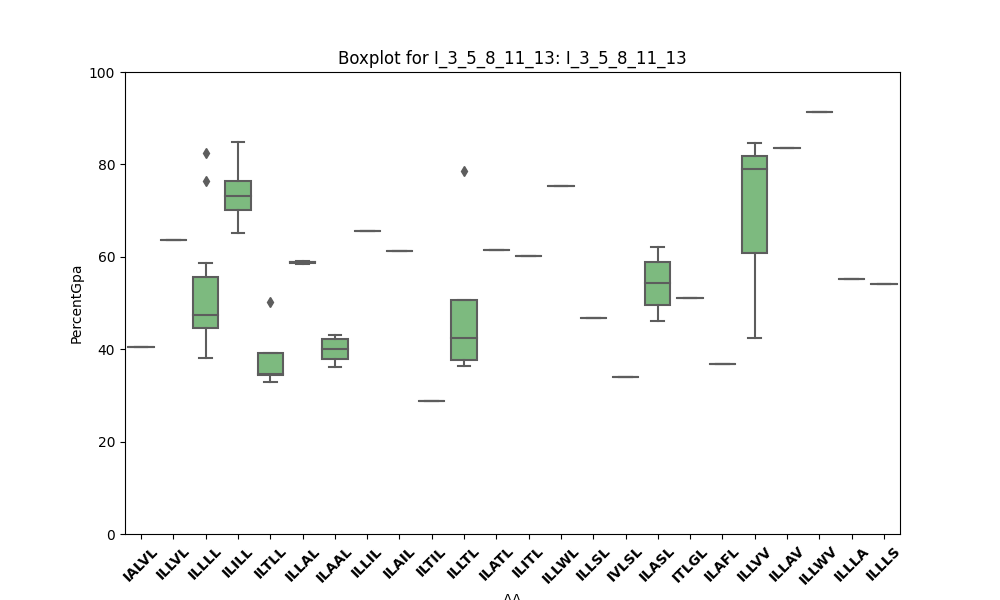 Boxplot for I_3_5_8_11_13: I_3_5_8_11_13
100
80
60
40
20
0
PercentGpa
IALVL
ILLVL
ILLLL
ILILL
ILTLL
ILLAL
ILAAL
ILLIL
ILAIL
ILTIL
ILLTL
ILATL
ILITL
ILLWL
ILLSL
IVLSL
ILASL
ITLGL
ILAFL
ILLVV
ILLAV
ILLWV
ILLLA
ILLLS
AA